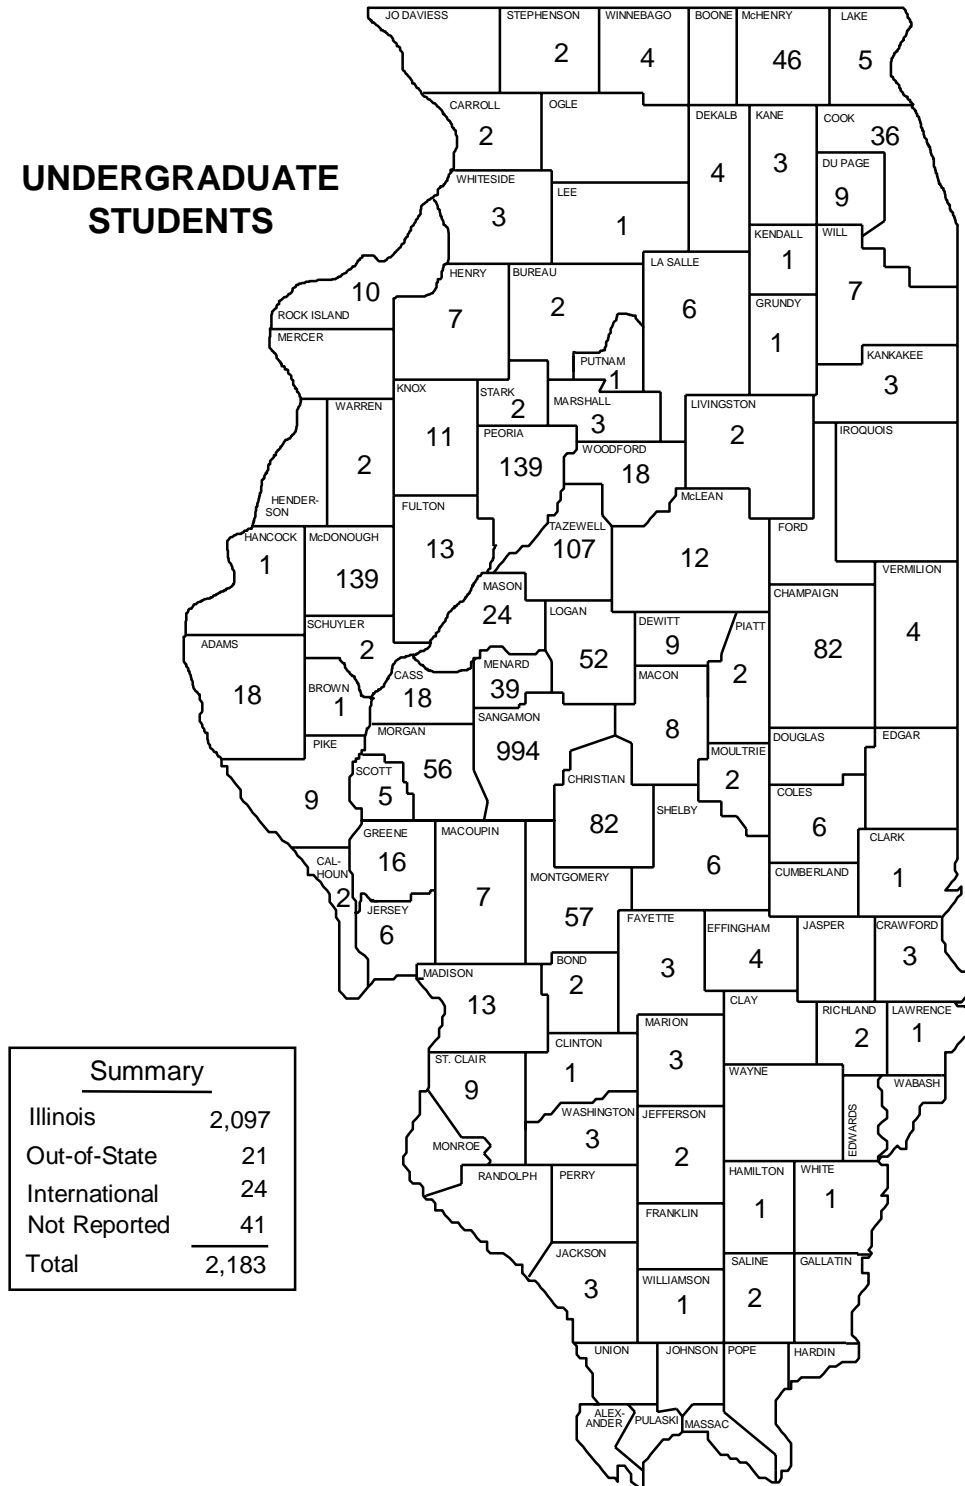 JO DAVIESS
STEPHENSON
2
WINNEBAGO
4
BOONE
McHENRY
46
LAKE
5
CARROLL
2
OGLE
DEKALB
4
KANE
3
COOK
36
DU PAGE
9
UNDERGRADUATE
STUDENTS
WHITESIDE
3
LEE
1
KENDALL
1
WILL
7
ROCK ISLAND
10
HENRY
7
BUREAU
2
LA SALLE
6
GRUNDY
1
MERCER
PUTNAM
1
KANKAKEE
3
KNOX
11
STARK
2
MARSHALL
3
LIVINGSTON
2
WARREN
2
PEORIA
139
WOODFORD
18
IROQUOIS
HENDER-
SON
FULTON
13
McLEAN
12
FORD
HANCOCK
1
McDONOUGH
139
TAZEWELL
107
VERMILION
4
MASON
24
LOGAN
52
DEWITT
9
PIATT
2
CHAMPAIGN
82
ADAMS
18
SCHUYLER
2
BROWN
1
CASS
18
MENARD
39
MACON
8
PIKE
9
MORGAN
56
SCOTT
5
SANGAMON
994
CHRISTIAN
82
MOULTRIE
2
DOUGLAS
EDGAR
COLES
6
SHELBY
6
GREENE
16
MACOUPIN
7
CLARK
1
CAL-
HOUN
2
JERSEY
6
MONTGOMERY
57
CUMBERLAND
FAYETTE
3
EFFINGHAM
4
JASPER
CRAWFORD
3
MADISON
13
BOND
2
CLAY
RICHLAND
2
LAWRENCE
1
MARION
3
CLINTON
1
ST. CLAIR
9
WAYNE
WABASH
EDWARDS
WASHINGTON
3
JEFFERSON
2
MONROE
RANDOLPH
PERRY
HAMILTON
1
WHITE
1
FRANKLIN
JACKSON
3
WILLIAMSON
1
SALINE
2
GALLATIN
UNION
JOHNSON
POPE
HARDIN
ALEX-
ANDER
PULASKI
MASSAC
Summary
Illinois 2,097
Out-of-State 21
International 24
Not Reported 41
Total 2,183